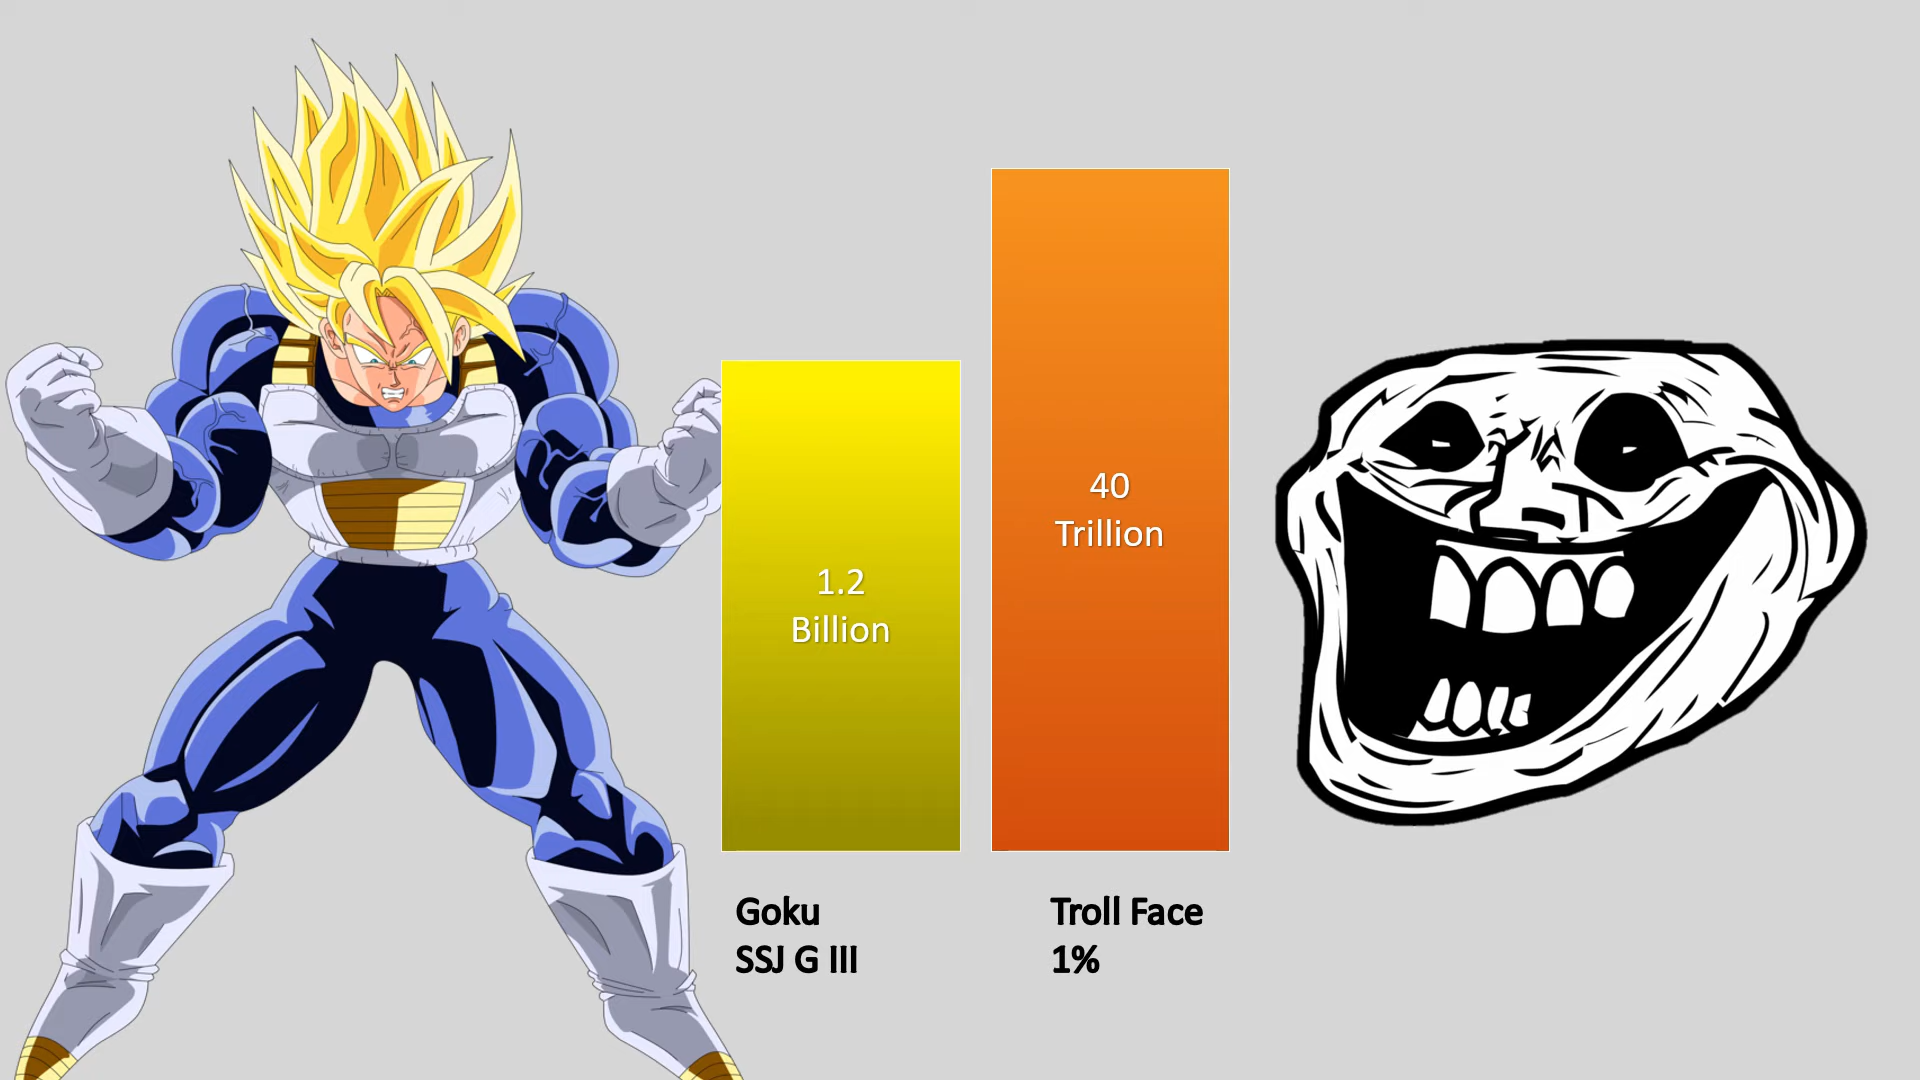 1.2
Billion
40
Trillion
Goku
SSJ G III
Troll Face
1%